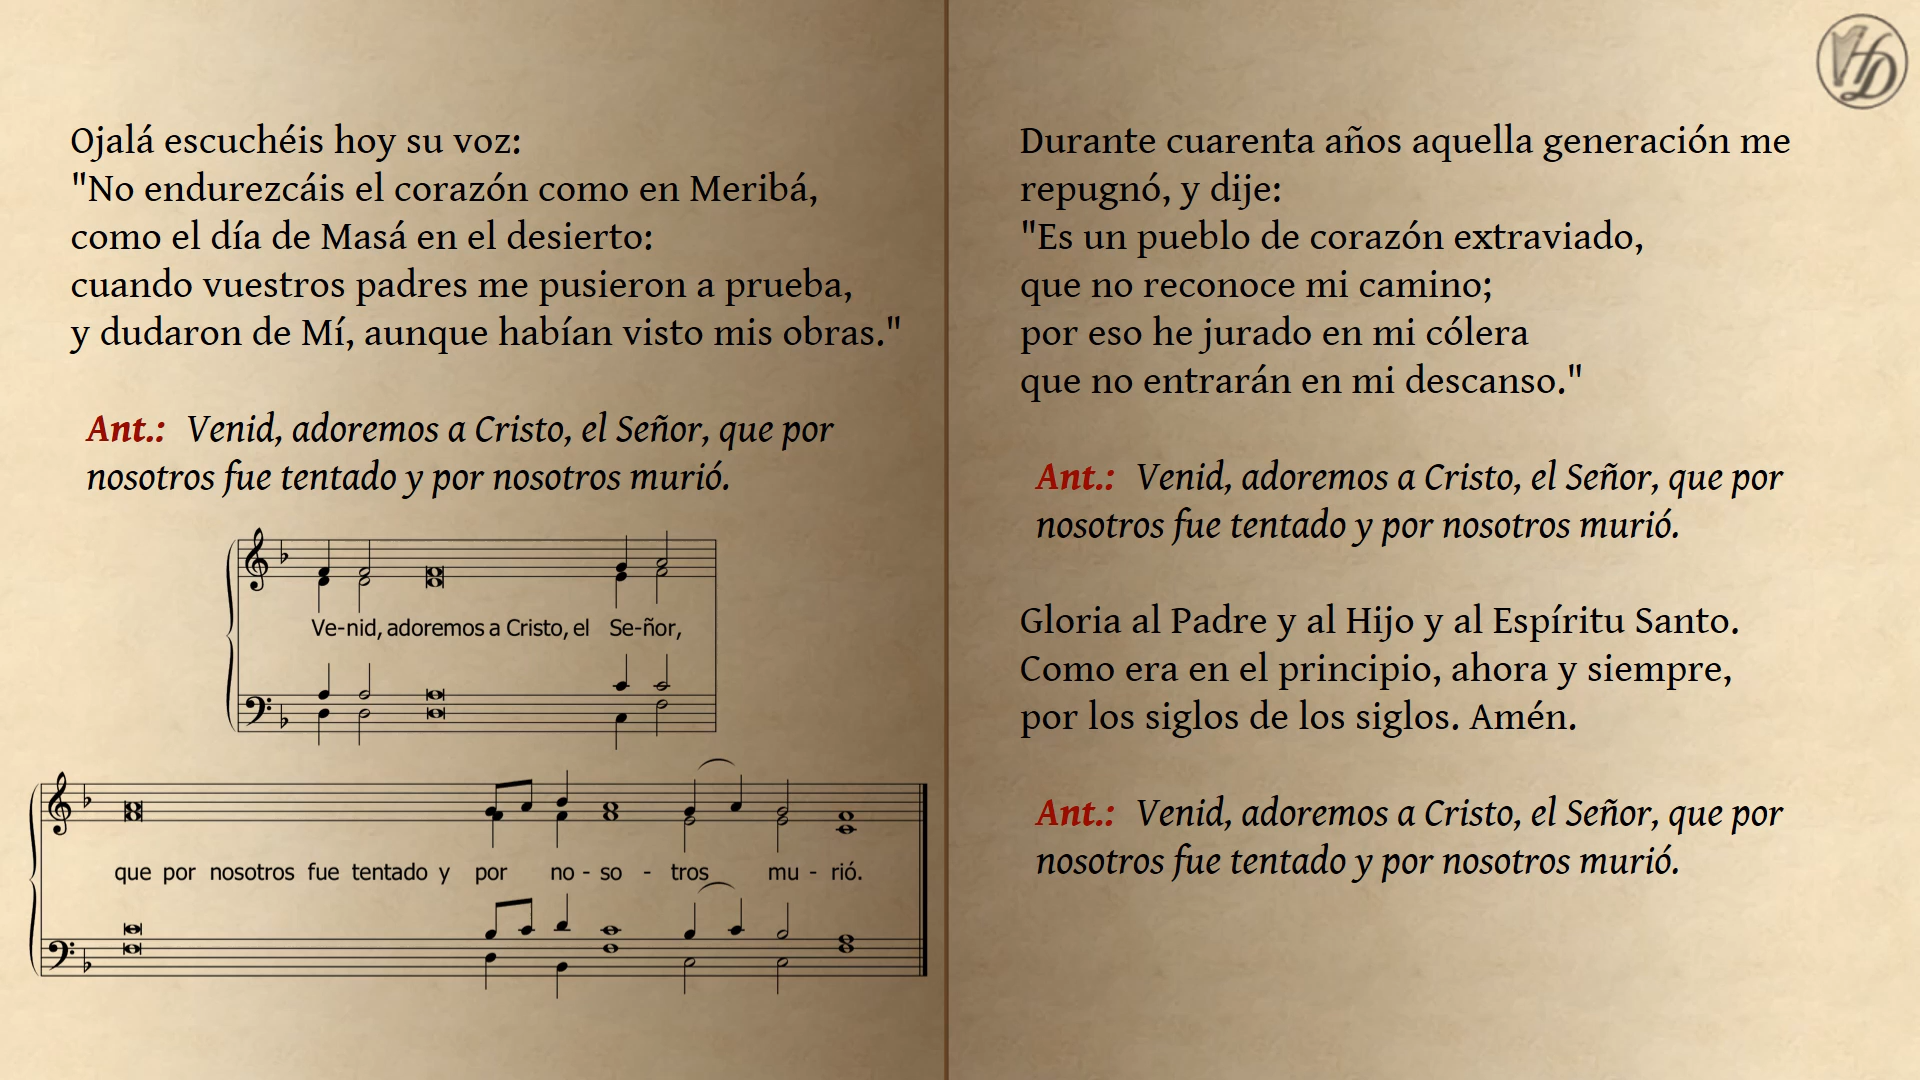 Ojalá escuchéis hoy su voz:
"No endurezcáis el corazón como en Meribá,
como el día de Masá en el desierto:
cuando vuestros padres me pusieron a prueba,
y dudaron de Mí, aunque habían visto mis obras."
Ant.: Venid, adoremos a Cristo, el Señor, que por
nosotros fue tentado y por nosotros murió.
Ve-nid, adoremos a Cristo, el Se-ñor,
que por nosotros fue tentado y por no - so - tros mu - rió.
Durante cuarenta años aquella generación me
repugnó, y dije:
"Es un pueblo de corazón extraviado,
que no reconoce mi camino;
por eso he jurado en mi cólera
que no entrarán en mi descanso."
Ant.: Venid, adoremos a Cristo, el Señor, que por
nosotros fue tentado y por nosotros murió.
Gloria al Padre y al Hijo y al Espíritu Santo.
Como era en el principio, ahora y siempre,
por los siglos de los siglos. Amén.
Ant.: Venid, adoremos a Cristo, el Señor, que por
nosotros fue tentado y por nosotros murió.
HD